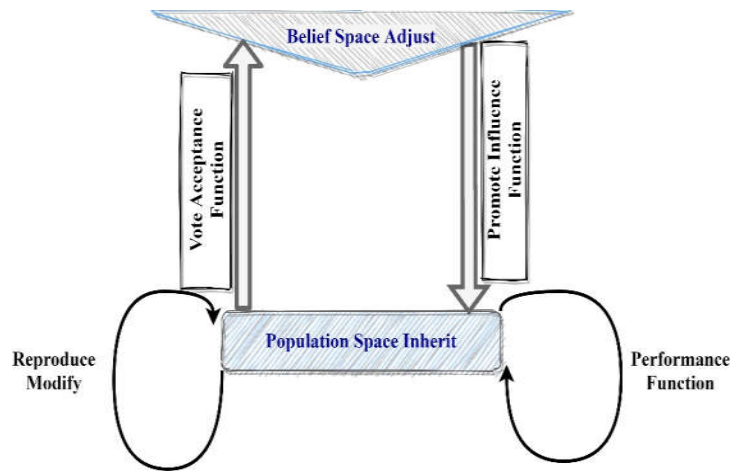 Belief Space Adjust
Vote Acceptance
Function
Promote Influence
Function
Population Space Inherit
Reproduce
Modify
Performance
Function